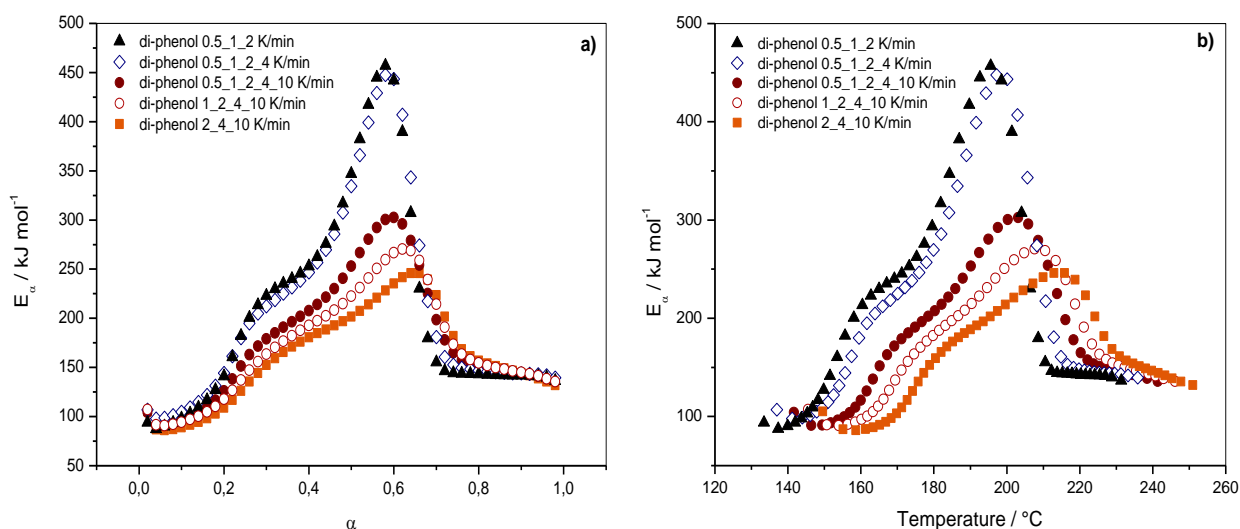 a)
di-phenol 0.5_1_2 K/min
di-phenol 0.5_1_2_4 K/min
di-phenol 0.5_1_2_4_10 K/min
di-phenol 1_2_4_10 K/min
di-phenol 2_4_10 K/min
500
450
400
350
300
250
200
150
100
50
E_α / kJ mol⁻¹
0,0 0,2 0,4 0,6 0,8 1,0
α
b)
di-phenol 0.5_1_2 K/min
di-phenol 0.5_1_2_4 K/min
di-phenol 0.5_1_2_4_10 K/min
di-phenol 1_2_4_10 K/min
di-phenol 2_4_10 K/min
500
400
300
200
100
E_α / kJ mol⁻¹
120 140 160 180 200 220 240 260
Temperature / °C